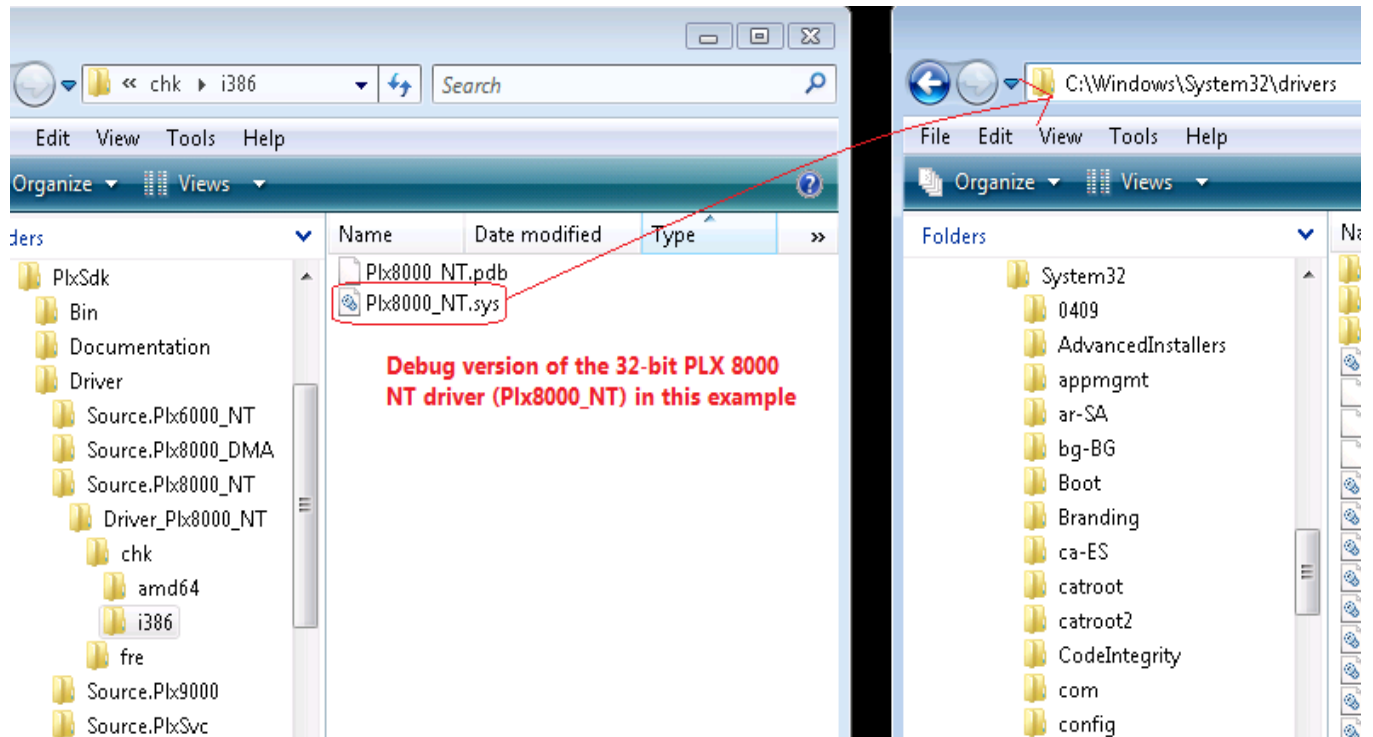 « chk ▸ i386
Search
Edit View Tools Help
Organize Views
ders
PlxSdk
Bin
Documentation
Driver
Source.Plx6000_NT
Source.Plx8000_DMA
Source.Plx8000_NT
Driver_Plx8000_NT
chk
amd64
i386
fre
Source.Plx9000
Source.PlxSvc
Name Date modified Type »
Plx8000_NT.pdb
Plx8000_NT.sys
Debug version of the 32-bit PLX 8000
NT driver (Plx8000_NT) in this example
C:\Windows\System32\drivers
File Edit View Tools Help
Organize Views
Folders
Na
System32
0409
AdvancedInstallers
appmgmt
ar-SA
bg-BG
Boot
Branding
ca-ES
catroot
catroot2
CodeIntegrity
com
config